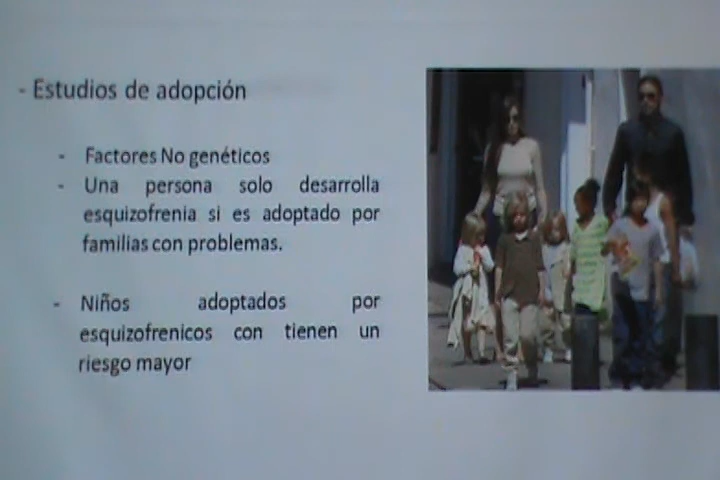 - Estudios de adopción
- Factores No genéticos
- Una persona solo desarrolla
esquizofrenia si es adoptado por
familias con problemas.
- Niños adoptados por
esquizofrenicos con tienen un
riesgo mayor